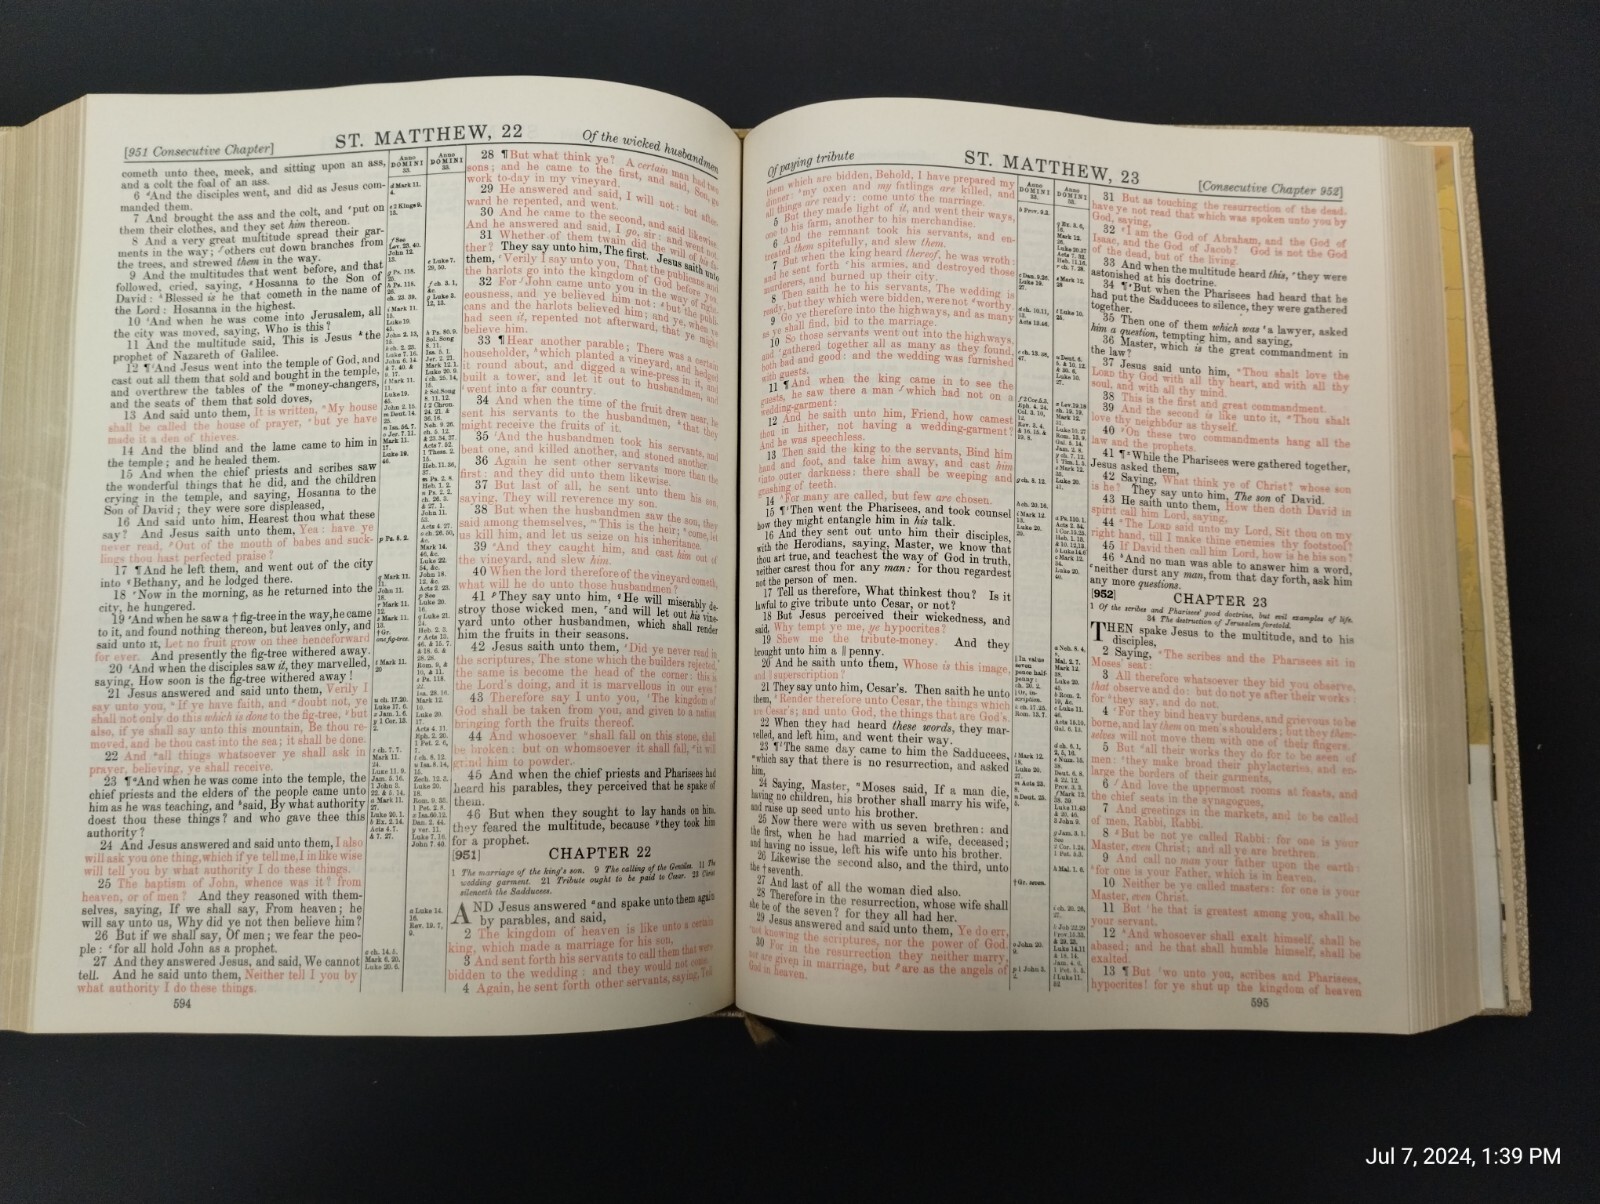 [951 Consecutive Chapter]
ST. MATTHEW, 22
Of the wicked husbandmen
cometh unto thee, meek, and sitting upon an ass,
and a colt the foal of an ass.
6 And the disciples went, and did as Jesus com-
manded them.
7 And brought the ass and the colt, and put on
them their clothes, and they set him thereon.
8 And a very great multitude spread their gar-
ments in the way; others cut down branches from
the trees, and strewed them in the way.
9 And the multitudes that went before, and that
followed, cried, saying, Hosanna to the Son of
David: Blessed is he that cometh in the name of
the Lord: Hosanna in the highest.
10 And when he was come into Jerusalem, all
the city was moved, saying, Who is this?
11 And the multitude said, This is Jesus the
prophet of Nazareth of Galilee.
12 ¶ And Jesus went into the temple of God, and
cast out all them that sold and bought in the temple,
and overthrew the tables of the money-changers,
and the seats of them that sold doves,
13 And said unto them, It is written, My house
shall be called the house of prayer, but ye have
made it a den of thieves.
14 And the blind and the lame came to him in
the temple; and he healed them.
15 And when the chief priests and scribes saw
the wonderful things that he did, and the children
crying in the temple, and saying, Hosanna to the
Son of David; they were sore displeased,
16 And said unto him, Hearest thou what these
say? And Jesus saith unto them, Yea: have ye
never read, Out of the mouth of babes and suck-
lings thou hast perfected praise?
17 ¶ And he left them, and went out of the city
into Bethany, and he lodged there.
18 Now in the morning, as he returned into the
city, he hungered.
19 And when he saw a † fig-tree in the way, he came
to it, and found nothing thereon, but leaves only, and
said unto it, Let no fruit grow on thee henceforward
for ever. And presently the fig-tree withered away.
20 And when the disciples saw it, they marvelled,
saying, How soon is the fig-tree withered away!
21 Jesus answered and said unto them, Verily I
say unto you, If ye have faith, and doubt not, ye
shall not only do this which is done to the fig-tree, but
also, if ye shall say unto this mountain, Be thou re-
moved, and be thou cast into the sea; it shall be done.
22 And all things whatsoever ye shall ask in
prayer, believing, ye shall receive.
23 ¶ And when he was come into the temple, the
chief priests and the elders of the people came unto
him as he was teaching, and said, By what authority
doest thou these things? and who gave thee this
authority?
24 And Jesus answered and said unto them, I also
will ask you one thing, which if ye tell me, I in like wise
will tell you by what authority I do these things.
25 The baptism of John, whence was it? from
heaven, or of men? And they reasoned with them-
selves, saying, If we shall say, From heaven; he
will say unto us, Why did ye not then believe him?
26 But if we shall say, Of men; we fear the peo-
ple: for all hold John as a prophet.
27 And they answered Jesus, and said, We cannot
tell. And he said unto them, Neither tell I you by
what authority I do these things.
594
Anno
DOMINI
33.
Anno
DOMINI
33.
28 ¶ But what think ye? A certain man had two
sons; and he came to the first, and said, Son, go
work to-day in my vineyard.
29 He answered and said, I will not: but after-
ward he repented, and went.
30 And he came to the second, and said likewise.
And he answered and said, I go, sir: and went not.
31 Whether of them twain did the will of his fa-
ther? They say unto him, The first. Jesus saith unto
them, Verily I say unto you, That the publicans and
the harlots go into the kingdom of God before you.
32 For John came unto you in the way of right-
eousness, and ye believed him not: but the publi-
cans and the harlots believed him: and ye, when ye
had seen it, repented not afterward, that ye might
believe him.
33 ¶ Hear another parable; There was a certain
householder, which planted a vineyard, and hedged
it round about, and digged a wine-press in it, and
built a tower, and let it out to husbandmen, and
went into a far country.
34 And when the time of the fruit drew near, he
sent his servants to the husbandmen, that they
might receive the fruits of it.
35 And the husbandmen took his servants, and
beat one, and killed another, and stoned another.
36 Again he sent other servants more than the
first: and they did unto them likewise.
37 But last of all, he sent unto them his son,
saying, They will reverence my son.
38 But when the husbandmen saw the son, they
said among themselves, This is the heir; come, let
us kill him, and let us seize on his inheritance.
39 And they caught him, and cast him out of
the vineyard, and slew him.
40 When the lord therefore of the vineyard cometh,
what will he do unto those husbandmen?
41 They say unto him, He will miserably de-
stroy those wicked men, and will let out his vine-
yard unto other husbandmen, which shall render
him the fruits in their seasons.
42 Jesus saith unto them, Did ye never read in
the scriptures, The stone which the builders rejected,
the same is become the head of the corner: this is
the Lord's doing, and it is marvellous in our eyes?
43 Therefore say I unto you, The kingdom of
God shall be taken from you, and given to a nation
bringing forth the fruits thereof.
44 And whosoever shall fall on this stone, shall
be broken: but on whomsoever it shall fall, it will
grind him to powder.
45 And when the chief priests and Pharisees had
heard his parables, they perceived that he spake of
them.
46 But when they sought to lay hands on him,
they feared the multitude, because they took him
for a prophet.
[951] CHAPTER 22
1 The marriage of the king's son. 9 The calling of the Gentiles. 11 The
wedding garment. 21 Tribute ought to be paid to Cæsar. 23 Christ
silenceth the Sadducees.
AND Jesus answered and spake unto them again
by parables, and said,
2 The kingdom of heaven is like unto a certain
king, which made a marriage for his son,
3 And sent forth his servants to call them that were
bidden to the wedding: and they would not come.
4 Again, he sent forth other servants, saying, Tell
Of paying tribute
ST. MATTHEW, 23
[Consecutive Chapter 952]
them which are bidden, Behold, I have prepared my
dinner: my oxen and my fatlings are killed, and
all things are ready: come unto the marriage.
5 But they made light of it, and went their ways,
one to his farm, another to his merchandise.
6 And the remnant took his servants, and en-
treated them spitefully, and slew them.
7 But when the king heard thereof, he was wroth:
he sent forth his armies, and destroyed those
murderers, and burned up their city.
8 Then saith he to his servants, The wedding is
ready, but they which were bidden, were not worthy.
9 Go ye therefore into the highways, and as many
as ye shall find, bid to the marriage.
10 So those servants went out into the highways,
and gathered together all as many as they found,
both bad and good: and the wedding was furnished
with guests.
11 ¶ And when the king came in to see the
guests, he saw there a man which had not on a
wedding-garment:
12 And he saith unto him, Friend, how camest
thou in hither, not having a wedding-garment?
And he was speechless.
13 Then said the king to the servants, Bind him
hand and foot, and take him away, and cast him
into outer darkness: there shall be weeping and
gnashing of teeth.
14 For many are called, but few are chosen.
15 ¶ Then went the Pharisees, and took counsel
how they might entangle him in his talk.
16 And they sent out unto him their disciples,
with the Herodians, saying, Master, we know that
thou art true, and teachest the way of God in truth,
neither carest thou for any man: for thou regardest
not the person of men.
17 Tell us therefore, What thinkest thou? Is it
lawful to give tribute unto Cesar, or not?
18 But Jesus perceived their wickedness, and
said, Why tempt ye me, ye hypocrites?
19 Shew me the tribute-money. And they
brought unto him a ‖ penny.
20 And he saith unto them, Whose is this image,
and ‖ superscription?
21 They say unto him, Cesar's. Then saith he unto
them, Render therefore unto Cesar, the things which
are Cesar's; and unto God, the things that are God's.
22 When they had heard these words, they mar-
velled, and left him, and went their way.
23 ¶ The same day came to him the Sadducees,
which say that there is no resurrection, and asked
him,
24 Saying, Master, Moses said, If a man die,
having no children, his brother shall marry his wife,
and raise up seed unto his brother.
25 Now there were with us seven brethren: and
the first, when he had married a wife, deceased;
and having no issue, left his wife unto his brother.
26 Likewise the second also, and the third, unto
the † seventh.
27 And last of all the woman died also.
28 Therefore in the resurrection, whose wife shall
she be of the seven? for they all had her.
29 Jesus answered and said unto them, Ye do err,
not knowing the scriptures, nor the power of God.
30 For in the resurrection they neither marry,
nor are given in marriage, but are as the angels of
God in heaven.
Anno
DOMINI
33.
Anno
DOMINI
33.
31 But as touching the resurrection of the dead,
have ye not read that which was spoken unto you by
God, saying,
32 I am the God of Abraham, and the God of
Isaac, and the God of Jacob? God is not the God
of the dead, but of the living.
33 And when the multitude heard this, they were
astonished at his doctrine.
34 ¶ But when the Pharisees had heard that he
had put the Sadducees to silence, they were gathered
together.
35 Then one of them which was a lawyer, asked
him a question, tempting him, and saying,
36 Master, which is the great commandment in
the law?
37 Jesus said unto him, Thou shalt love the
LORD thy God with all thy heart, and with all thy
soul, and with all thy mind.
38 This is the first and great commandment.
39 And the second is like unto it, Thou shalt
love thy neighbour as thyself.
40 On these two commandments hang all the
law and the prophets.
41 ¶ While the Pharisees were gathered together,
Jesus asked them,
42 Saying, What think ye of Christ? whose son
is he? They say unto him, The son of David.
43 He saith unto them, How then doth David in
spirit call him Lord, saying,
44 The LORD said unto my Lord, Sit thou on my
right hand, till I make thine enemies thy footstool?
45 If David then call him Lord, how is he his son?
46 And no man was able to answer him a word,
neither durst any man, from that day forth, ask him
any more questions.
[952] CHAPTER 23
1 Of the scribes and Pharisees' good doctrine, but evil examples of life.
34 The destruction of Jerusalem foretold.
THEN spake Jesus to the multitude, and to his
disciples,
2 Saying, The scribes and the Pharisees sit in
Moses' seat:
3 All therefore whatsoever they bid you observe,
that observe and do: but do not ye after their works:
for they say, and do not.
4 For they bind heavy burdens, and grievous to be
borne, and lay them on men's shoulders; but they them-
selves will not move them with one of their fingers.
5 But all their works they do for to be seen of
men: they make broad their phylacteries, and en-
large the borders of their garments,
6 And love the uppermost rooms at feasts, and
the chief seats in the synagogues,
7 And greetings in the markets, and to be called
of men, Rabbi, Rabbi.
8 But be not ye called Rabbi: for one is your
Master, even Christ; and all ye are brethren.
9 And call no man your father upon the earth:
for one is your Father, which is in heaven.
10 Neither be ye called masters: for one is your
Master, even Christ.
11 But he that is greatest among you, shall be
your servant.
12 And whosoever shall exalt himself, shall be
abased; and he that shall humble himself, shall be
exalted.
13 ¶ But wo unto you, scribes and Pharisees,
hypocrites! for ye shut up the kingdom of heaven
595
Jul 7, 2024, 1:39 PM